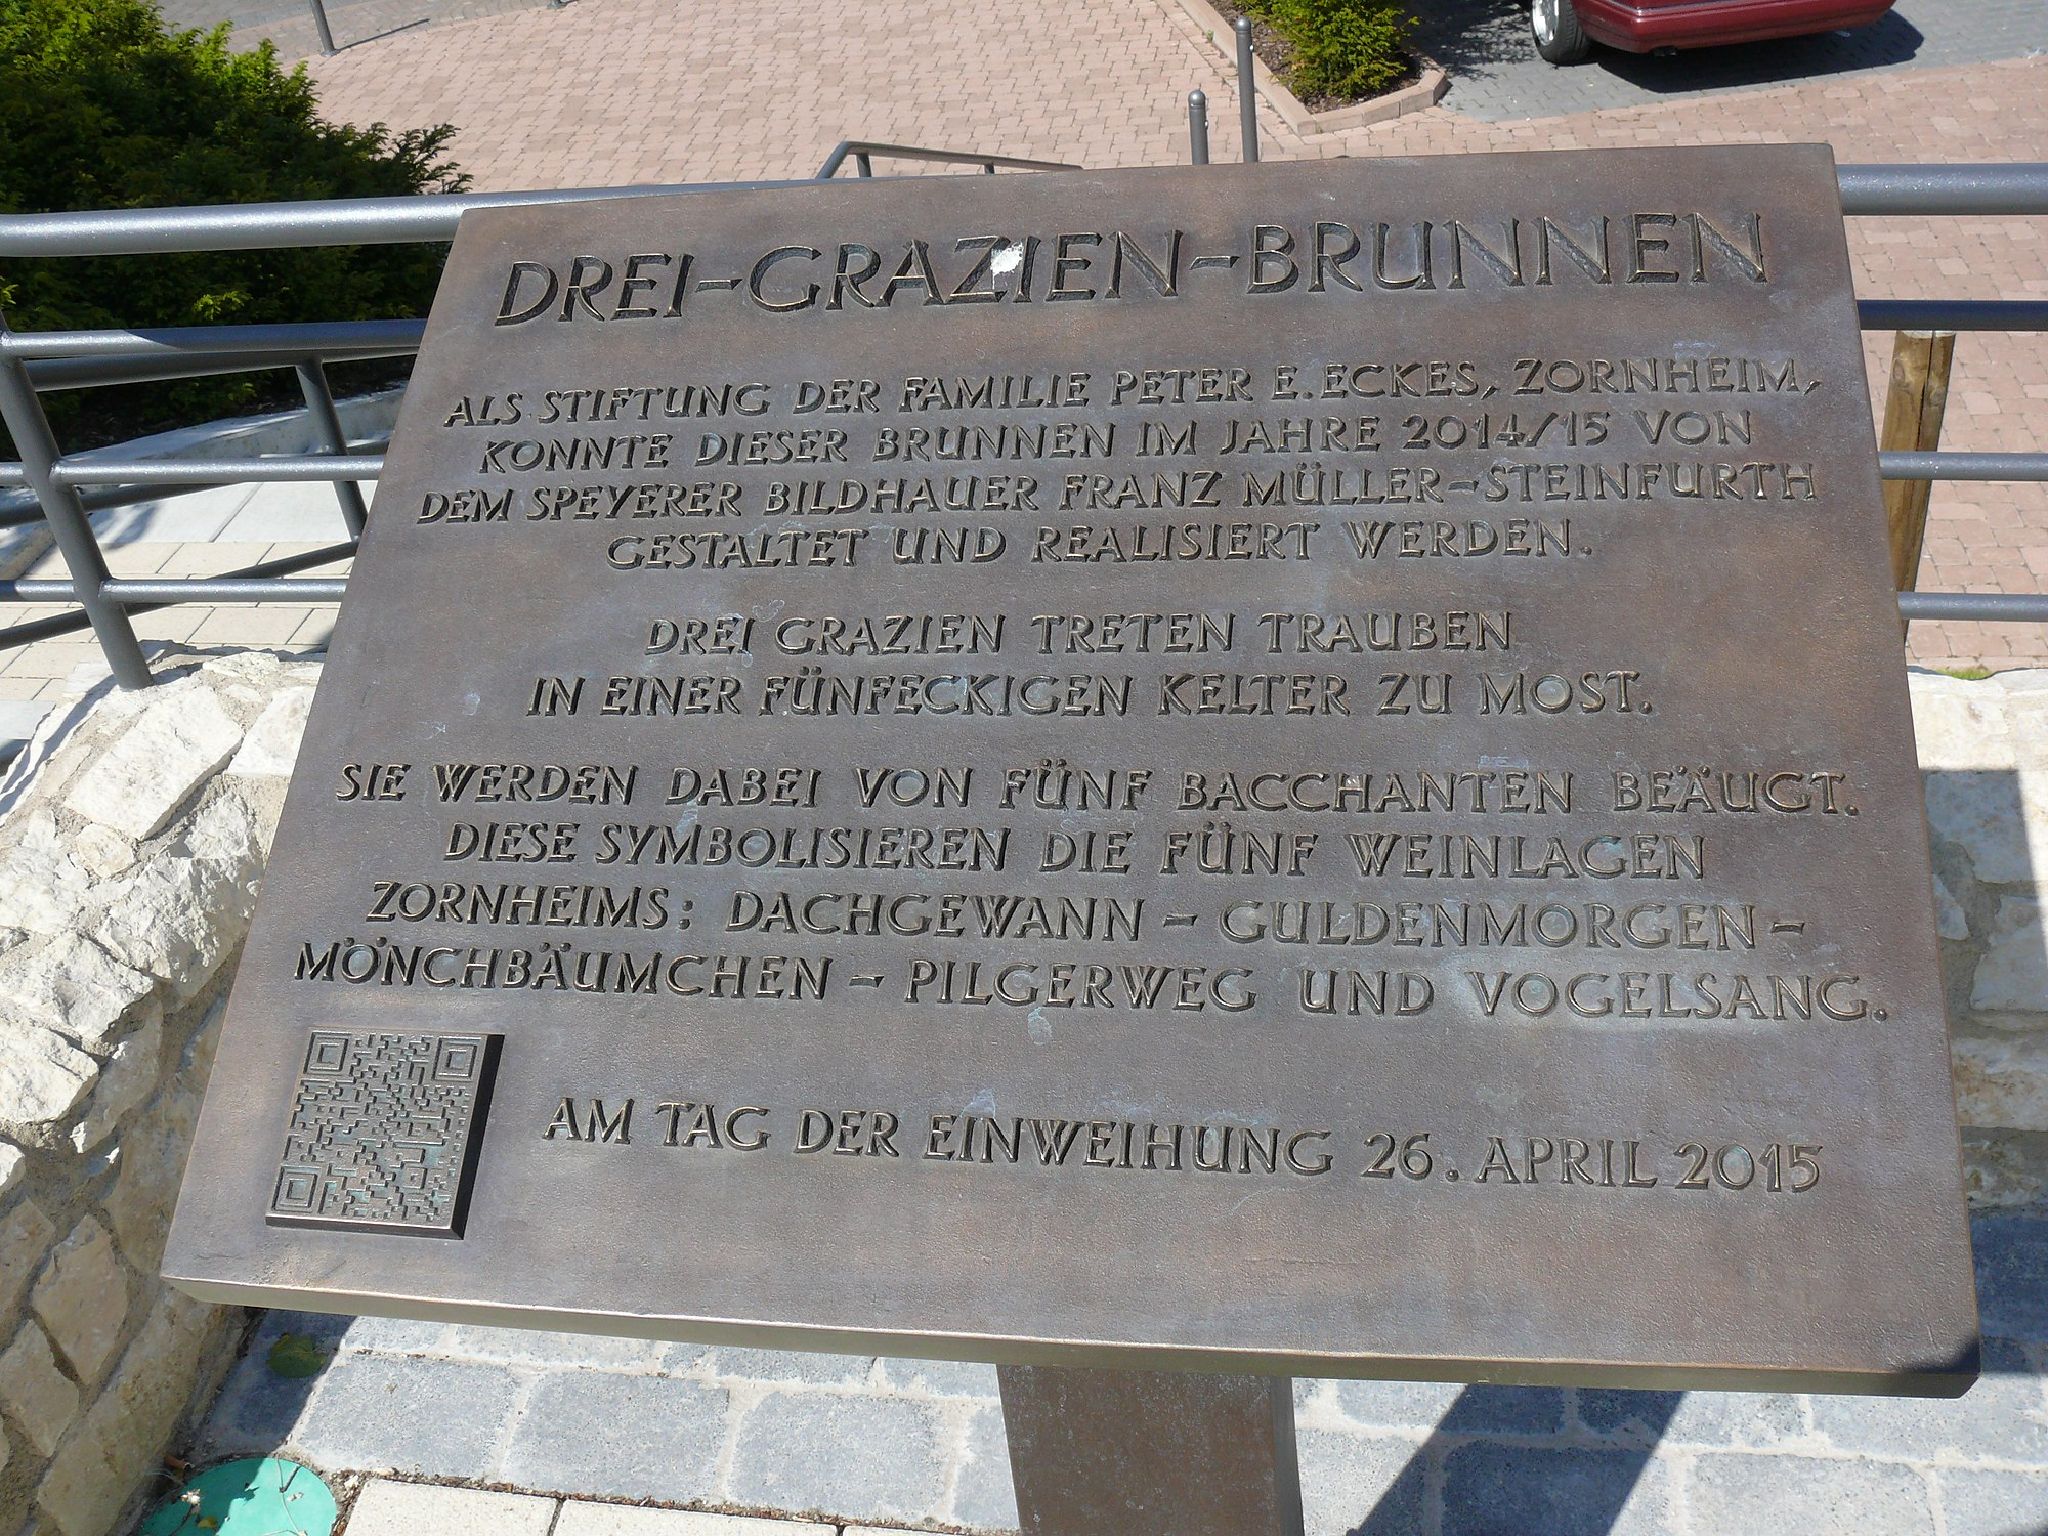 DREI-GRAZIEN-BRUNNEN
ALS STIFTUNG DER FAMILIE PETER E. ECKES, ZORNHEIM,
KONNTE DIESER BRUNNEN IM JAHRE 2014/15 VON
DEM SPEYERER BILDHAUER FRANZ MÜLLER-STEINFURTH
GESTALTET UND REALISIERT WERDEN.
DREI GRAZIEN TRETEN TRAUBEN
IN EINER FÜNFECKIGEN KELTER ZU MOST.
SIE WERDEN DABEI VON FÜNF BACCHANTEN BEÄUGT.
DIESE SYMBOLISIEREN DIE FÜNF WEINLAGEN
ZORNHEIMS: DACHGEWANN - GULDENMORGEN -
MÖNCHBÄUMCHEN - PILGERWEG UND VOGELSANG.
AM TAG DER EINWEIHUNG 26. APRIL 2015